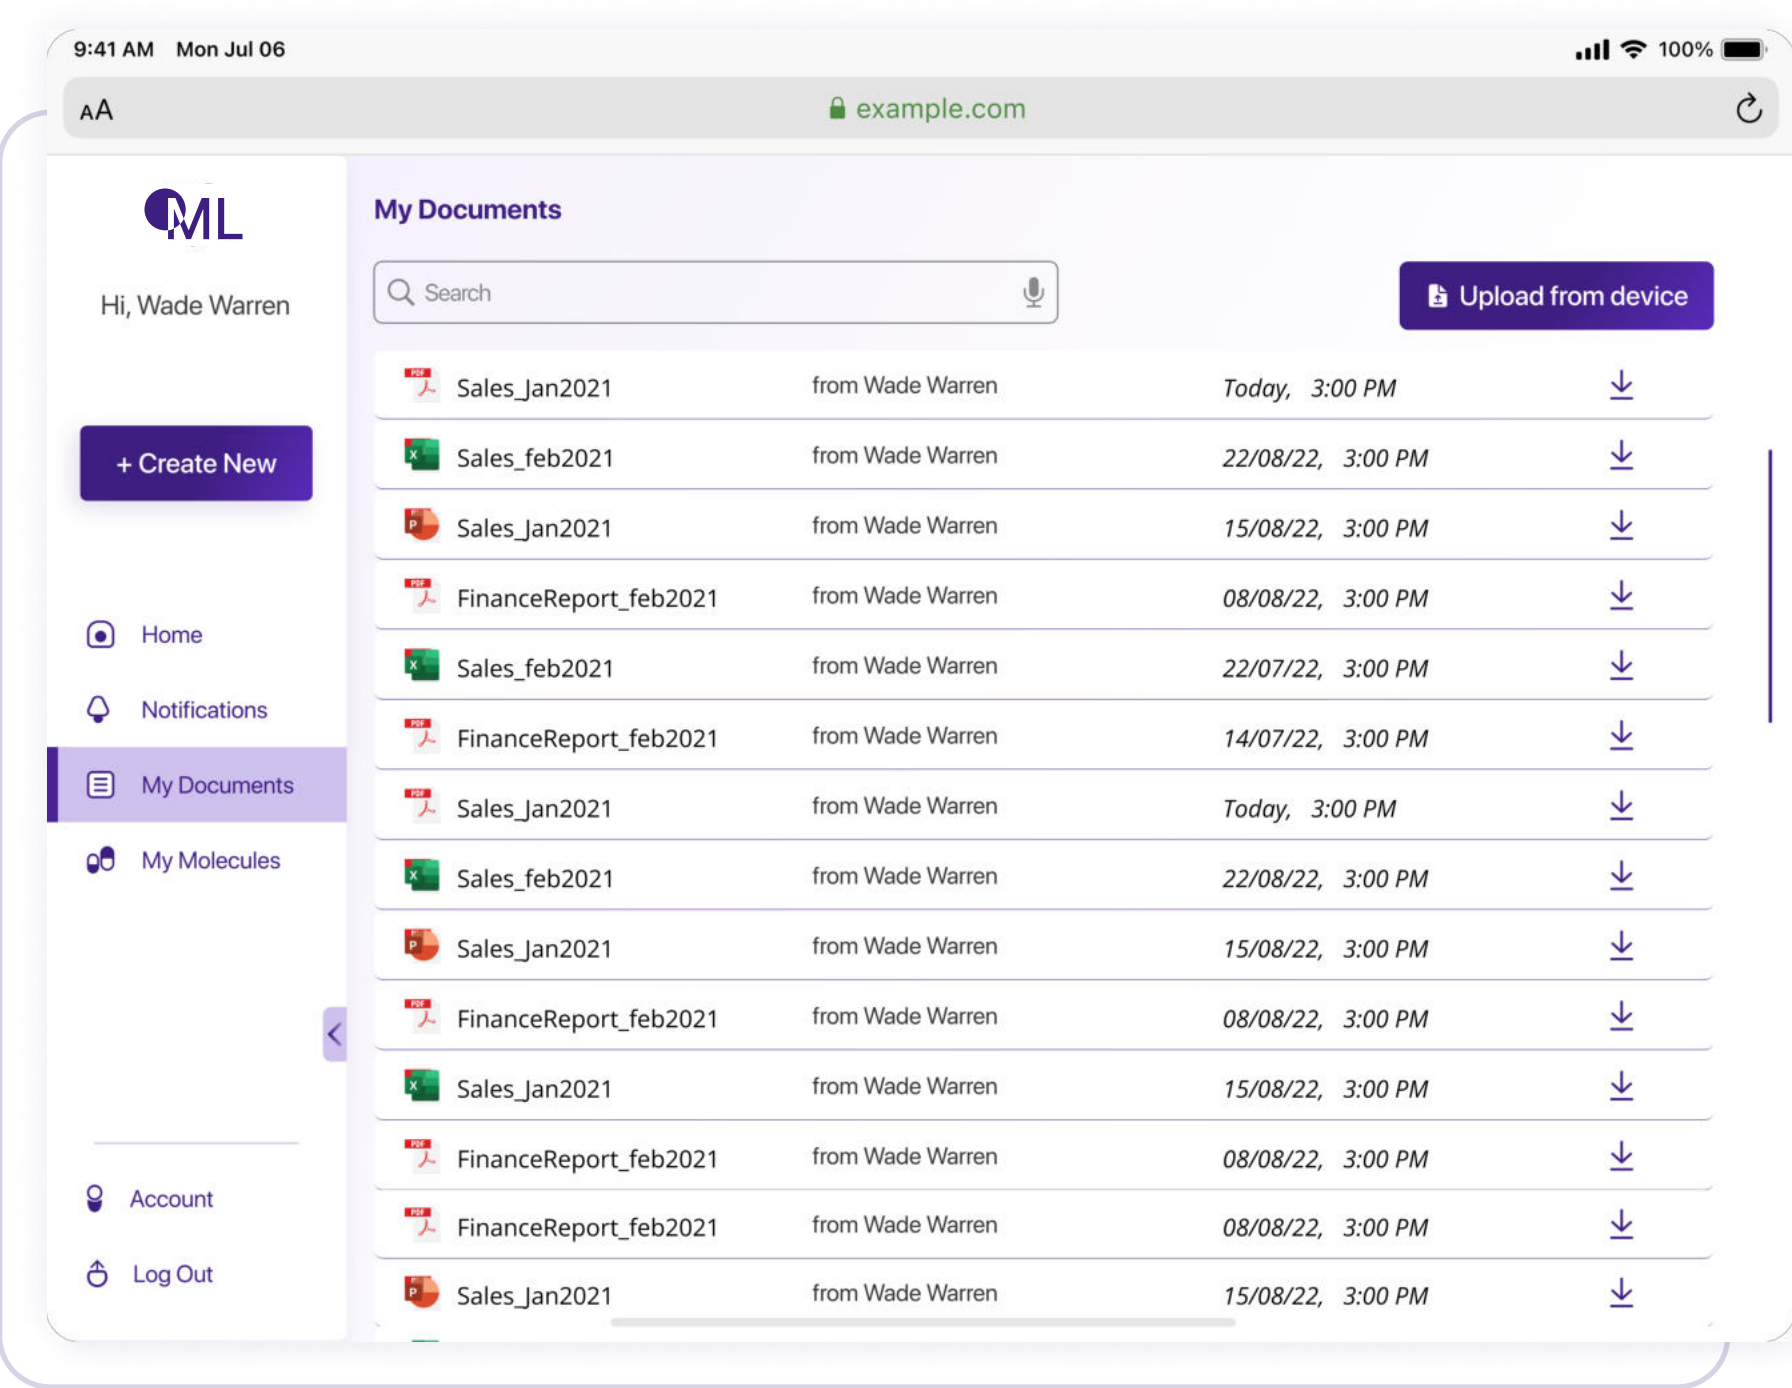 9:41 AM Mon Jul 06 100%
AA example.com
ML
Hi, Wade Warren
+ Create New
Home
Notifications
My Documents
My Molecules
Account
Log Out
My Documents
Search
Upload from device
PDF Sales_Jan2021 from Wade Warren Today, 3:00 PM
X Sales_feb2021 from Wade Warren 22/08/22, 3:00 PM
P Sales_Jan2021 from Wade Warren 15/08/22, 3:00 PM
PDF FinanceReport_feb2021 from Wade Warren 08/08/22, 3:00 PM
X Sales_feb2021 from Wade Warren 22/07/22, 3:00 PM
PDF FinanceReport_feb2021 from Wade Warren 14/07/22, 3:00 PM
PDF Sales_Jan2021 from Wade Warren Today, 3:00 PM
X Sales_feb2021 from Wade Warren 22/08/22, 3:00 PM
P Sales_Jan2021 from Wade Warren 15/08/22, 3:00 PM
PDF FinanceReport_feb2021 from Wade Warren 08/08/22, 3:00 PM
X Sales_Jan2021 from Wade Warren 15/08/22, 3:00 PM
PDF FinanceReport_feb2021 from Wade Warren 08/08/22, 3:00 PM
PDF FinanceReport_feb2021 from Wade Warren 08/08/22, 3:00 PM
P Sales_Jan2021 from Wade Warren 15/08/22, 3:00 PM